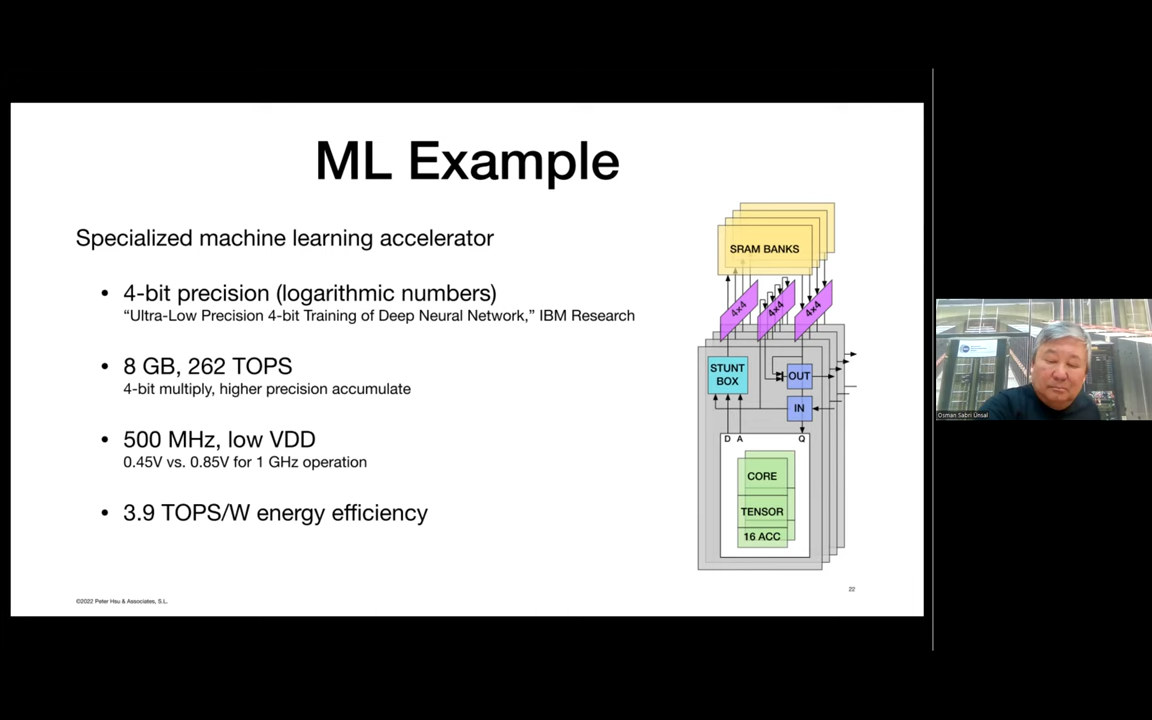 ML Example
Specialized machine learning accelerator
• 4-bit precision (logarithmic numbers)
“Ultra-Low Precision 4-bit Training of Deep Neural Network,” IBM Research
• 8 GB, 262 TOPS
4-bit multiply, higher precision accumulate
• 500 MHz, low VDD
0.45V vs. 0.85V for 1 GHz operation
• 3.9 TOPS/W energy efficiency
SRAM BANKS
4x4 4x4 4x4
STUNT
BOX
OUT
IN
D A Q
CORE
TENSOR
16 ACC
©2022 Peter Hsu & Associates, S.L.
22
Osman Sabri Ünsal